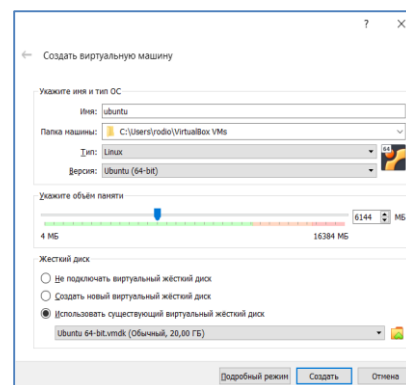 ? ×
← Создать виртуальную машину
Укажите имя и тип ОС
Имя: ubuntu
Папка машины: C:\Users\rodio\VirtualBox VMs
Тип: Linux
64
Версия: Ubuntu (64-bit)
Укажите объём памяти
6144 МБ
4 МБ 16384 МБ
Жесткий диск
Не подключать виртуальный жёсткий диск
Создать новый виртуальный жёсткий диск
Использовать существующий виртуальный жёсткий диск
Ubuntu 64-bit.vmdk (Обычный, 20,00 ГБ)
Подробный режим Создать Отмена